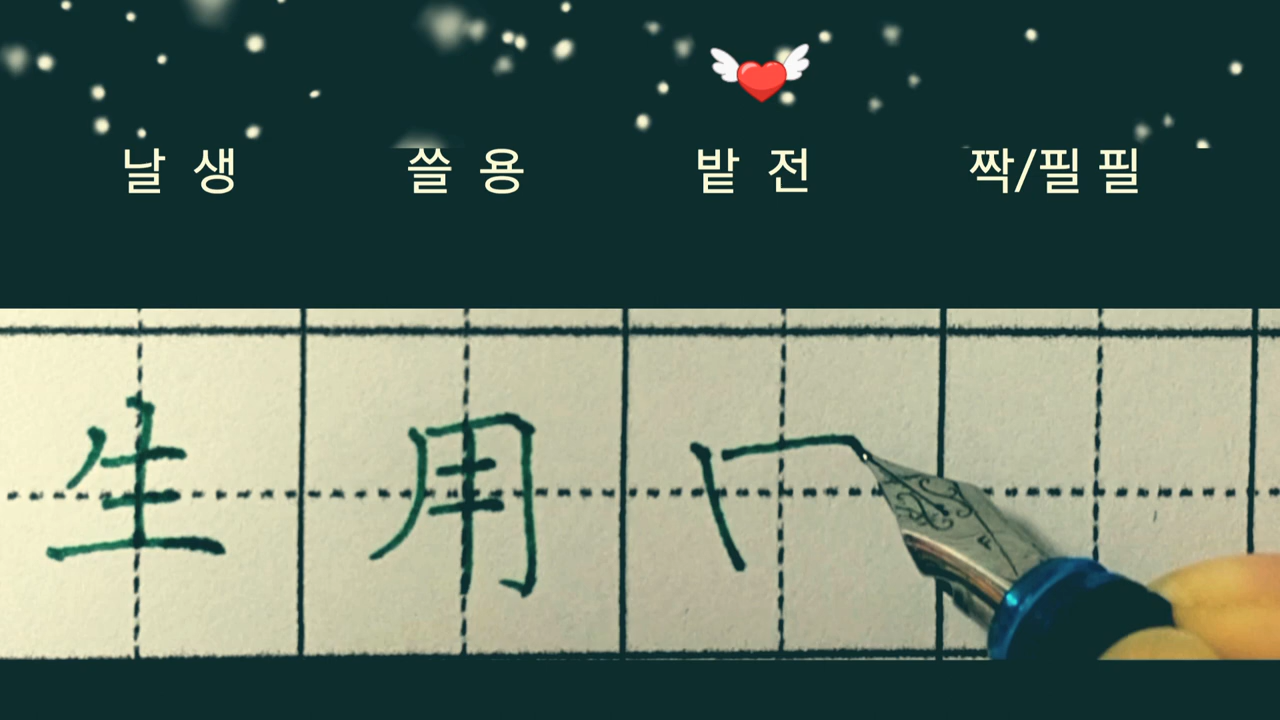 날 생 쓸 용 밭 전 짝/필 필
生 用
F